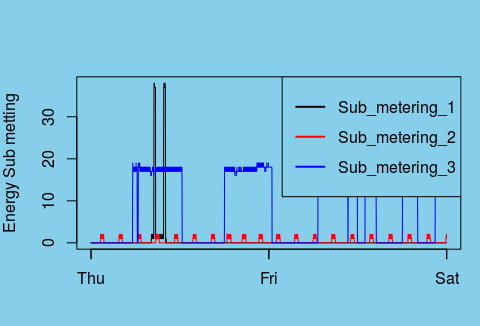 Energy Sub metting
30
20
10
0
Sub_metering_1
Sub_metering_2
Sub_metering_3
Thu Fri Sat